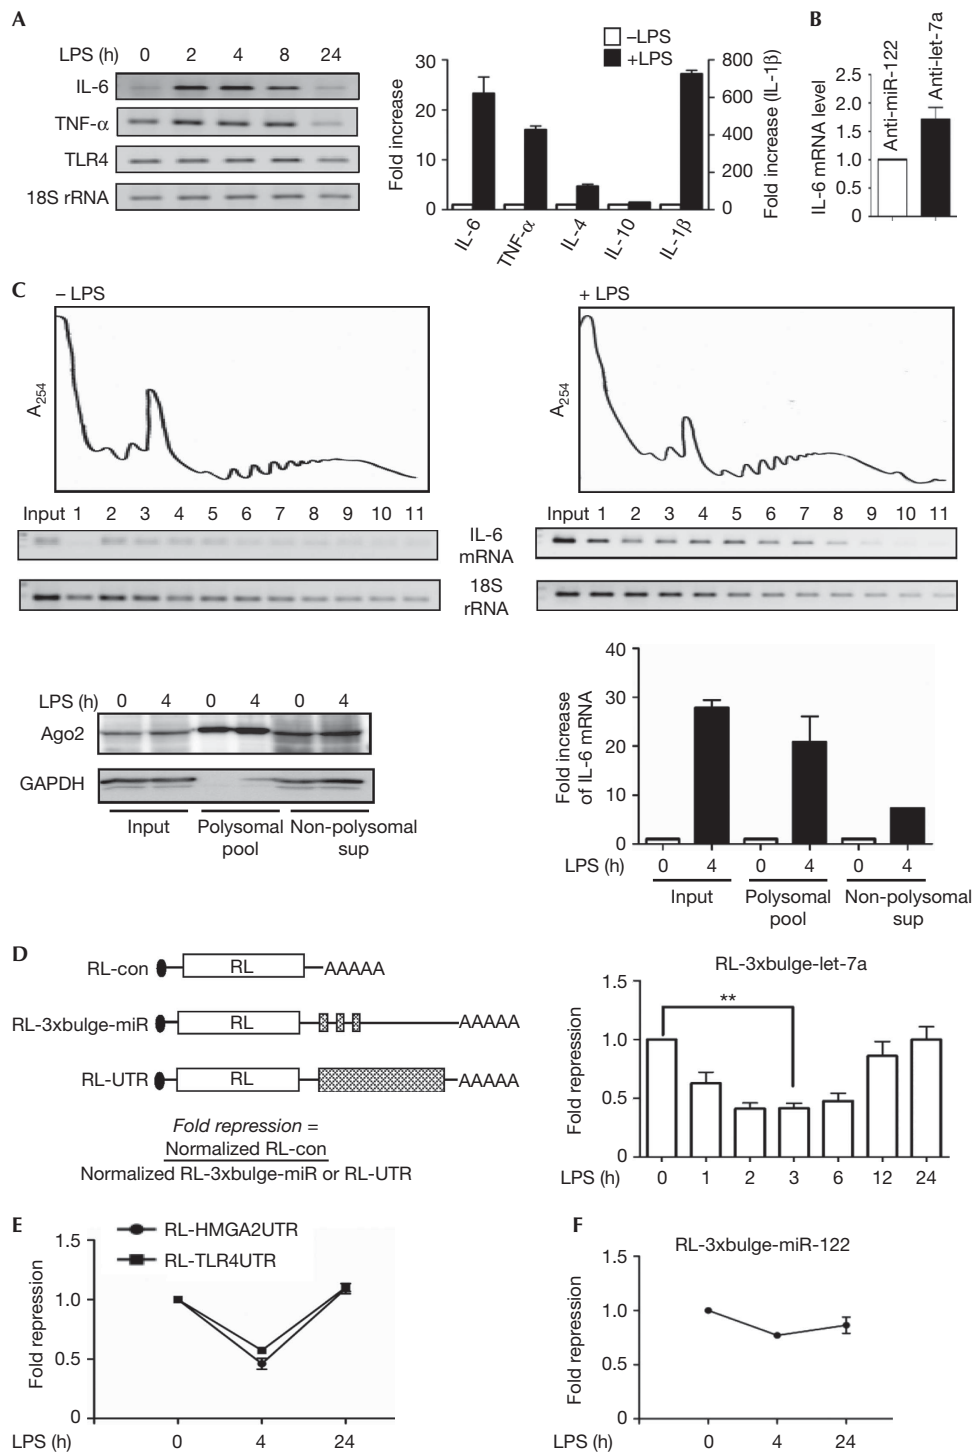 A
LPS (h) 0 2 4 8 24
IL-6
TNF-α
TLR4
18S rRNA
–LPS
+LPS
Fold increase
30
20
10
0
800
600
400
200
0
Fold increase (IL-1β)
IL-6
TNF-α
IL-4
IL-10
IL-1β
B
IL-6 mRNA level
2.5
2.0
1.5
1.0
0.5
0
Anti-miR-122
Anti-let-7a
C
– LPS
A254
+ LPS
A254
Input 1 2 3 4 5 6 7 8 9 10 11
Input 1 2 3 4 5 6 7 8 9 10 11
IL-6
mRNA
18S
rRNA
LPS (h) 0 4 0 4 0 4
Ago2
GAPDH
Input
Polysomal
pool
Non-polysomal
sup
Fold increase
of IL-6 mRNA
40
30
20
10
0
LPS (h) 0 4 0 4 0 4
Input
Polysomal
pool
Non-polysomal
sup
D
RL-con RL AAAAA
RL-3xbulge-miR RL AAAAA
RL-UTR RL AAAAA
Fold repression =
Normalized RL-con
Normalized RL-3xbulge-miR or RL-UTR
RL-3xbulge-let-7a
**
Fold repression
1.5
1.0
0.5
0
LPS (h) 0 1 2 3 6 12 24
E
RL-HMGA2UTR
RL-TLR4UTR
Fold repression
1.5
1.0
0.5
0
LPS (h) 0 4 24
F
RL-3xbulge-miR-122
Fold repression
1.5
1.0
0.5
0
LPS (h) 0 4 24